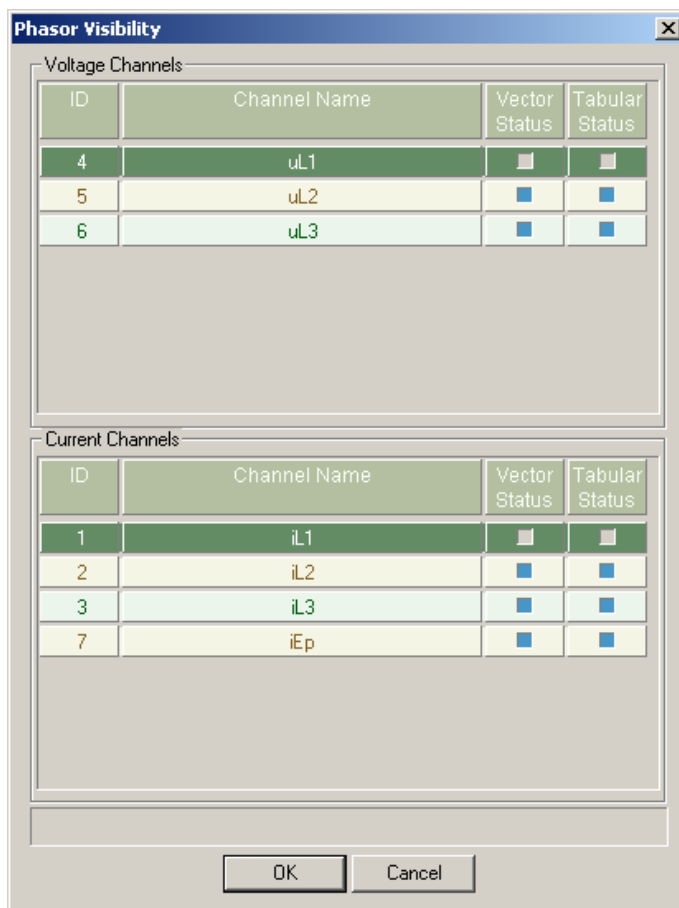 Phasor Visibility
Voltage Channels
ID Channel Name Vector Status Tabular Status
4 uL1
5 uL2
6 uL3
Current Channels
ID Channel Name Vector Status Tabular Status
1 iL1
2 iL2
3 iL3
7 iEp
OK Cancel